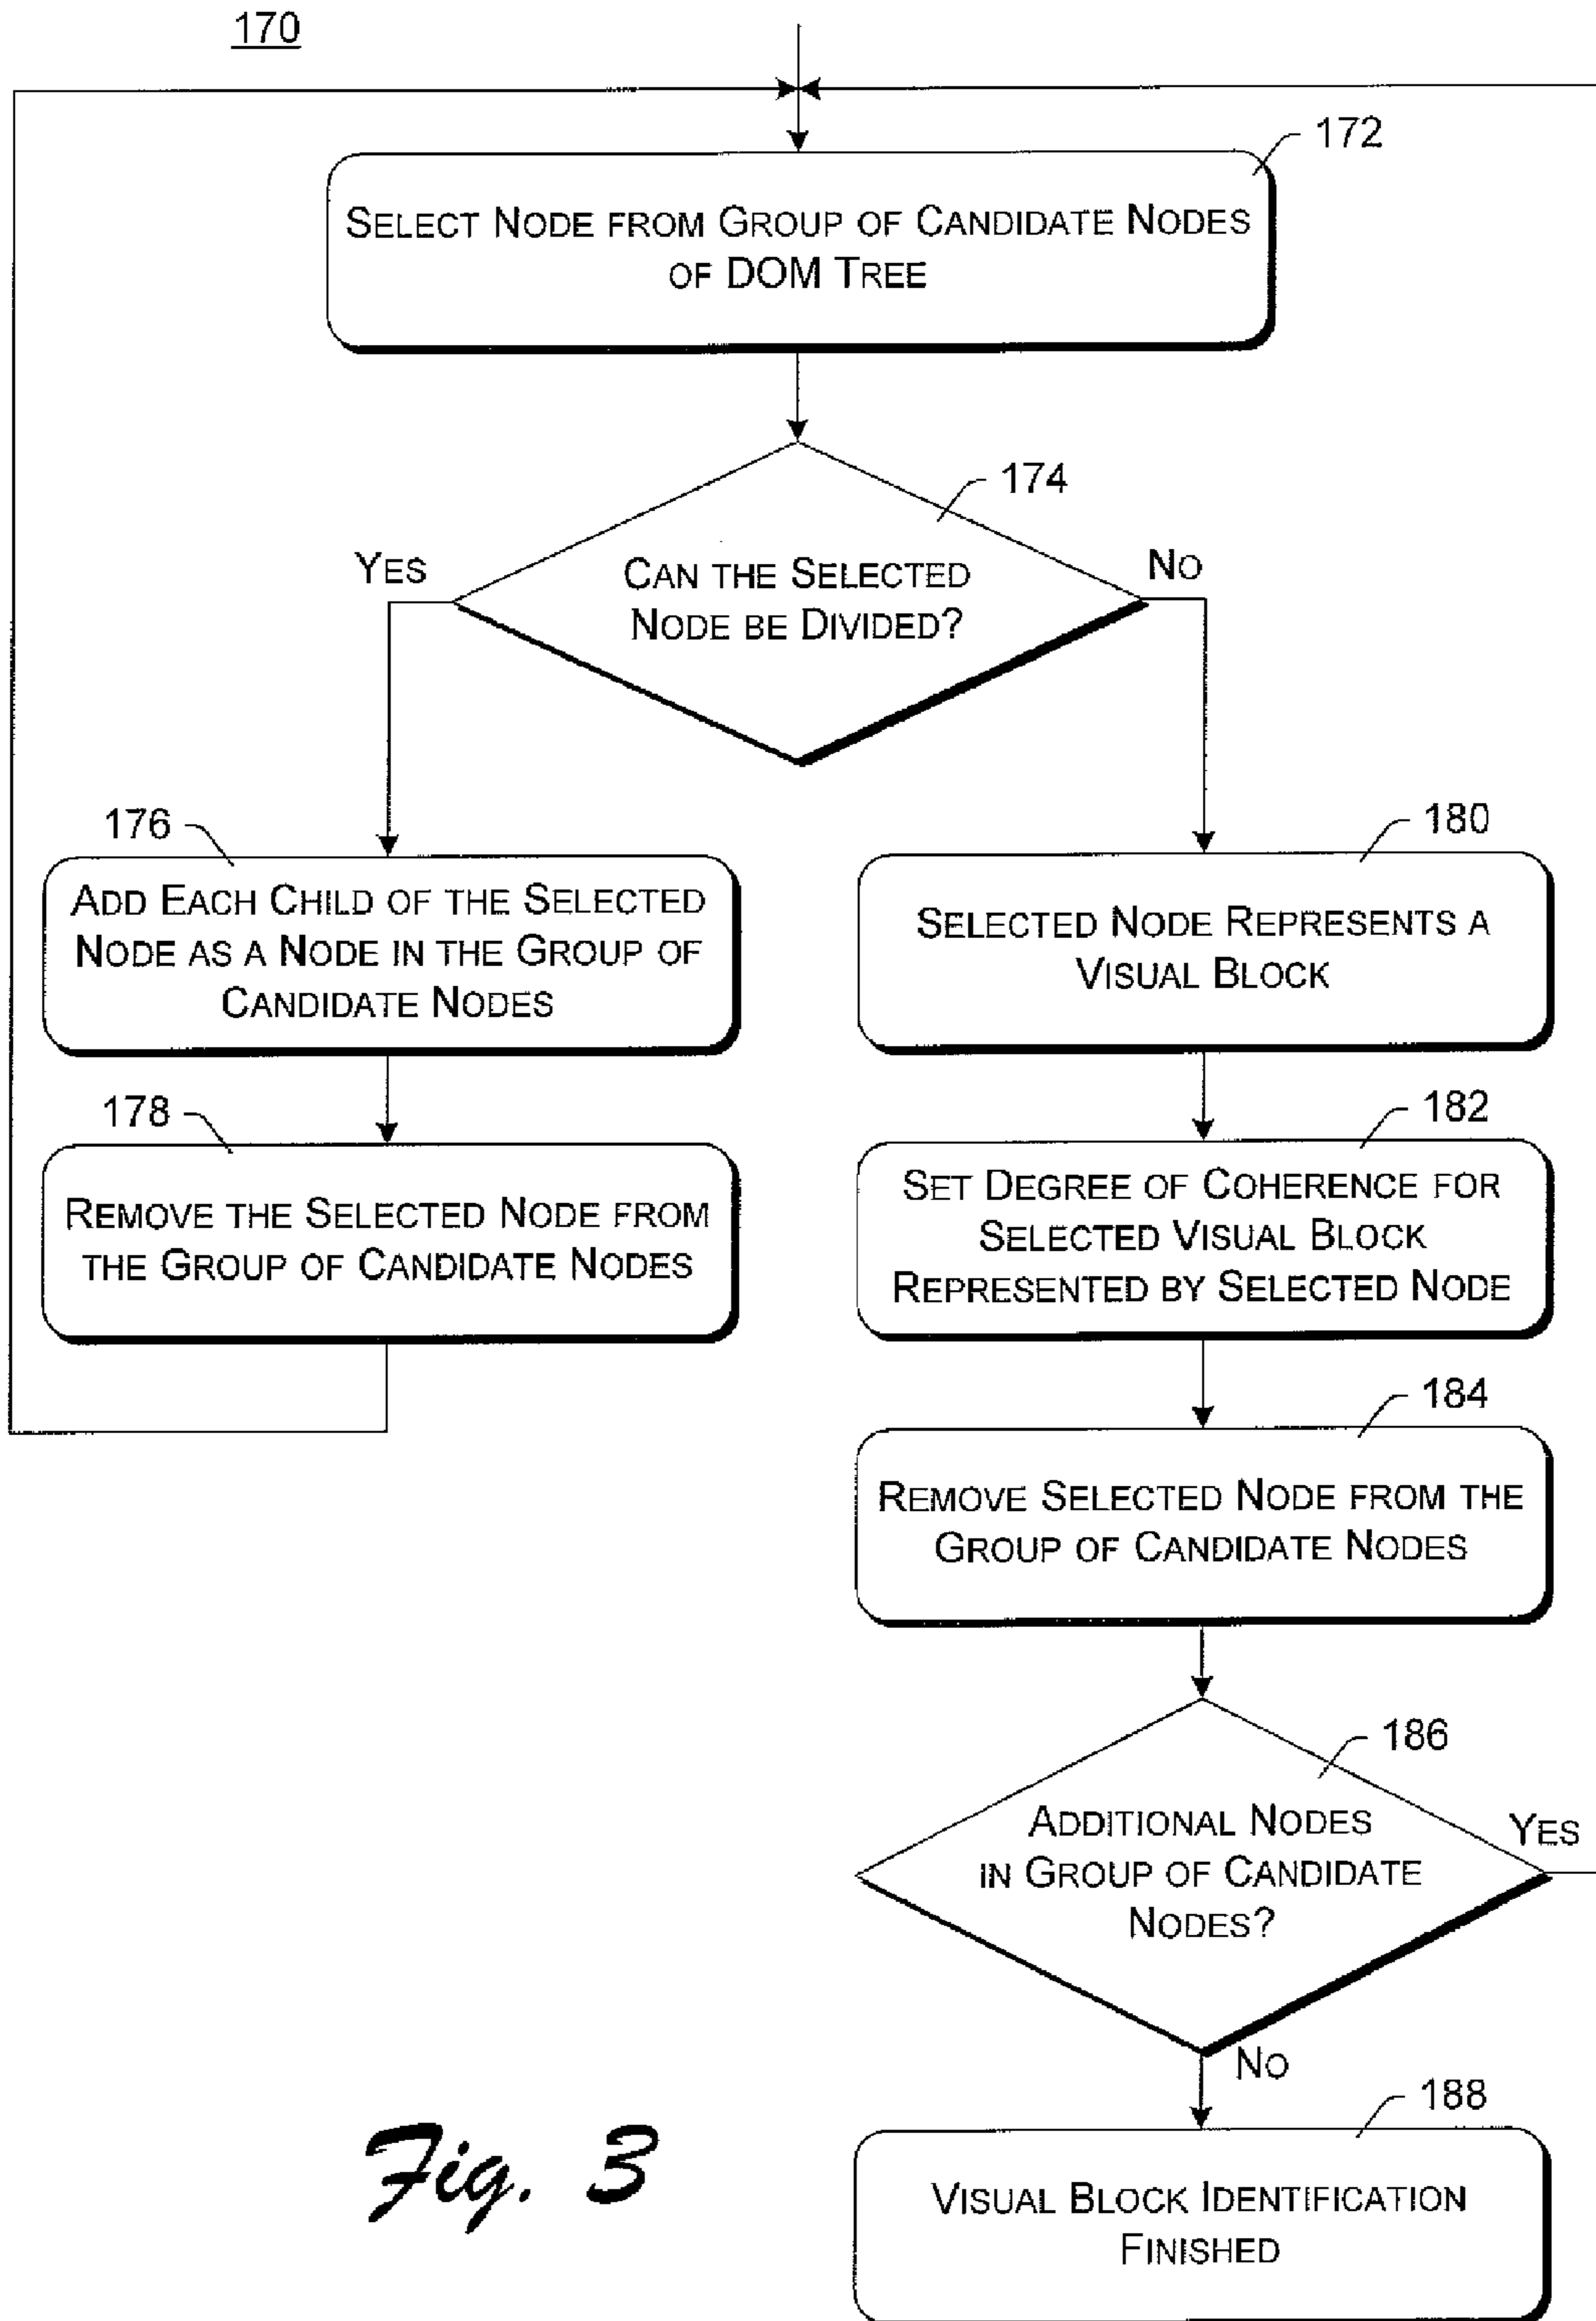 170
172
SELECT NODE FROM GROUP OF CANDIDATE NODES
OF DOM TREE
174
YES
NO
CAN THE SELECTED
NODE BE DIVIDED?
176
ADD EACH CHILD OF THE SELECTED
NODE AS A NODE IN THE GROUP OF
CANDIDATE NODES
180
SELECTED NODE REPRESENTS A
VISUAL BLOCK
178
REMOVE THE SELECTED NODE FROM
THE GROUP OF CANDIDATE NODES
182
SET DEGREE OF COHERENCE FOR
SELECTED VISUAL BLOCK
REPRESENTED BY SELECTED NODE
184
REMOVE SELECTED NODE FROM THE
GROUP OF CANDIDATE NODES
186
ADDITIONAL NODES
IN GROUP OF CANDIDATE
NODES?
YES
NO
188
VISUAL BLOCK IDENTIFICATION
FINISHED
Fig. 3